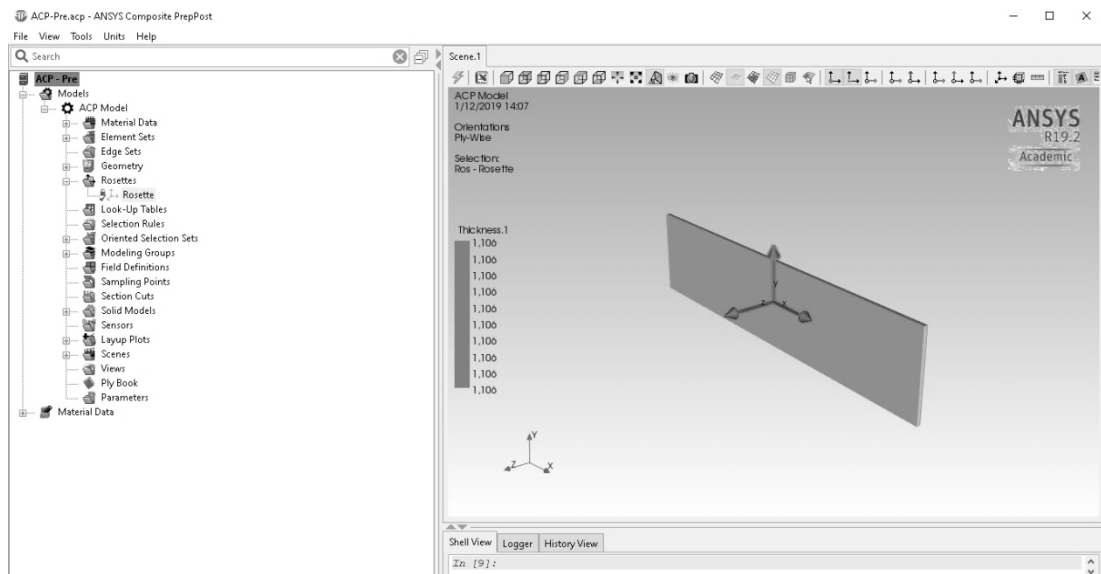 ACP-Pre.acp - ANSYS Composite PrepPost
File View Tools Units Help
Search
ACP - Pre
Models
ACP Model
Material Data
Element Sets
Edge Sets
Geometry
Rosettes
Rosette
Look-Up Tables
Selection Rules
Oriented Selection Sets
Modeling Groups
Field Definitions
Sampling Points
Section Cuts
Solid Models
Sensors
Layup Plots
Scenes
Views
Ply Book
Parameters
Material Data
Scene.1
ACP Model
1/12/2019 14:07
Orientations
Ply-Wise
Selection:
Ros - Rosette
ANSYS
R19.2
Academic
Thickness.1
1,106
1,106
1,106
1,106
1,106
1,106
1,106
1,106
1,106
1,106
Y
Z X
Y
Z X
Shell View Logger History View
In [9]: